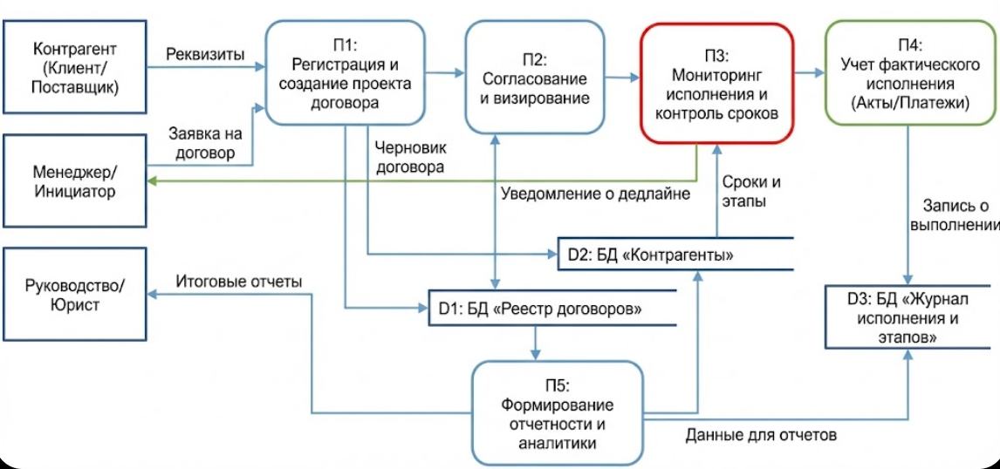 Контрагент
(Клиент/
Поставщик)
Реквизиты
П1:
Регистрация и
создание проекта
договора
П2:
Согласование
и визирование
П3:
Мониторинг
исполнения и
контроль сроков
П4:
Учет фактического
исполнения
(Акты/Платежи)
Менеджер/
Инициатор
Заявка на
договор
Черновик
договора
Уведомление о дедлайне
Сроки и
этапы
Запись о
выполнении
Руководство/
Юрист
Итоговые отчеты
D2: БД «Контрагенты»
D1: БД «Реестр договоров»
D3: БД «Журнал
исполнения и
этапов»
П5:
Формирование
отчетности и
аналитики
Данные для отчетов